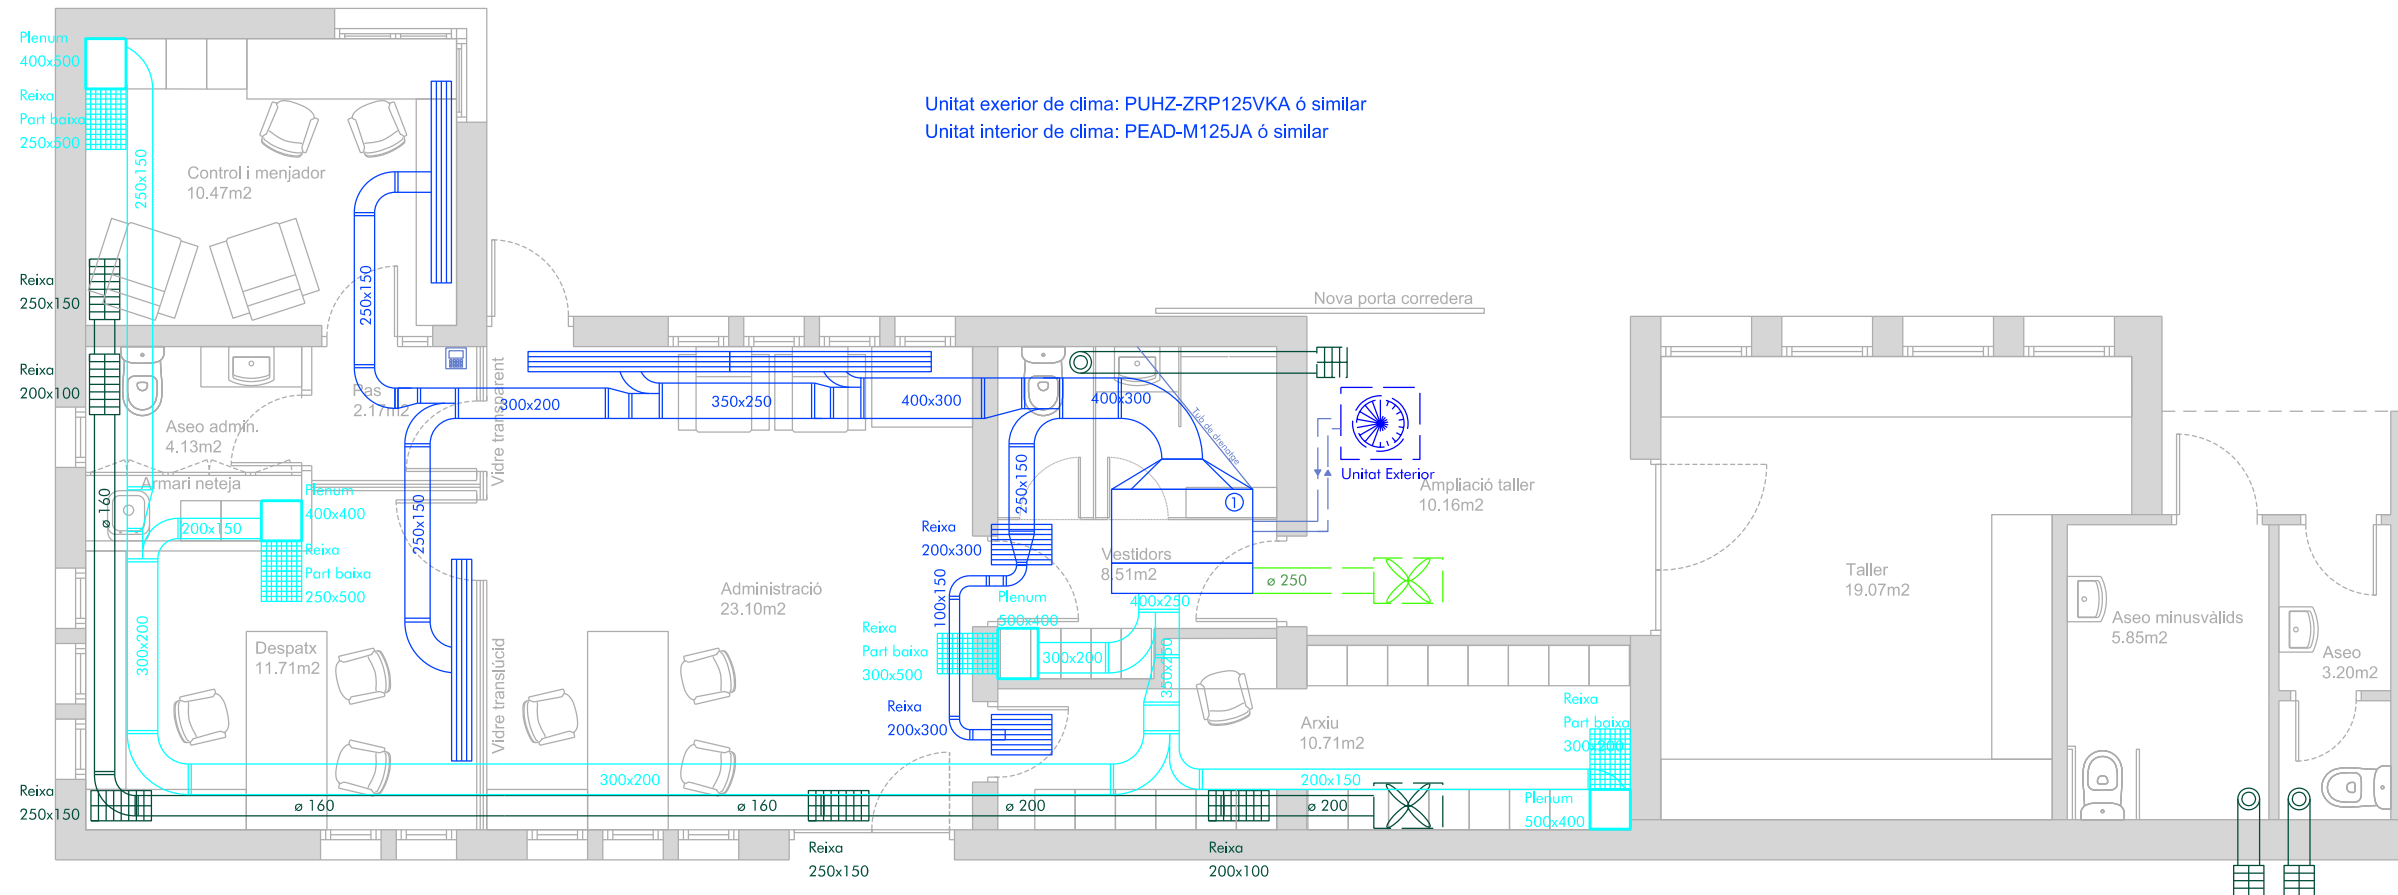 Plenum
400x500
Reixa
Part baixa
250x500
250x150
Control i menjador
10.47m2
Unitat exerior de clima: PUHZ-ZRP125VKA ó similar
Unitat interior de clima: PEAD-M125JA ó similar
Reixa
250x150
250x150
Nova porta corredera
Reixa
200x100
Pas
2.17m2
Vidre transparent
300x200
350x250
400x300
400x300
Tub de drenatge
Aseo admin.
4.13m2
Armari neteja
ø 160
200x150
Plenum
400x400
Reixa
Part baixa
250x500
250x150
250x150
1
Unitat Exterior
Ampliació taller
10.16m2
Reixa
200x300
Vestidors
8.51m2
ø 250
Administració
23.10m2
100x150
Plenum
500x400
400x250
Taller
19.07m2
Aseo minusvàlids
5.85m2
Aseo
3.20m2
300x200
Despatx
11.71m2
Vidre translúcid
Reixa
Part baixa
300x500
300x200
350x250
Reixa
200x300
Arxiu
10.71m2
Reixa
Part baixa
300x200
300x200
200x150
Reixa
250x150
ø 160
ø 160
ø 200
ø 200
Plenum
500x400
Reixa
250x150
Reixa
200x100